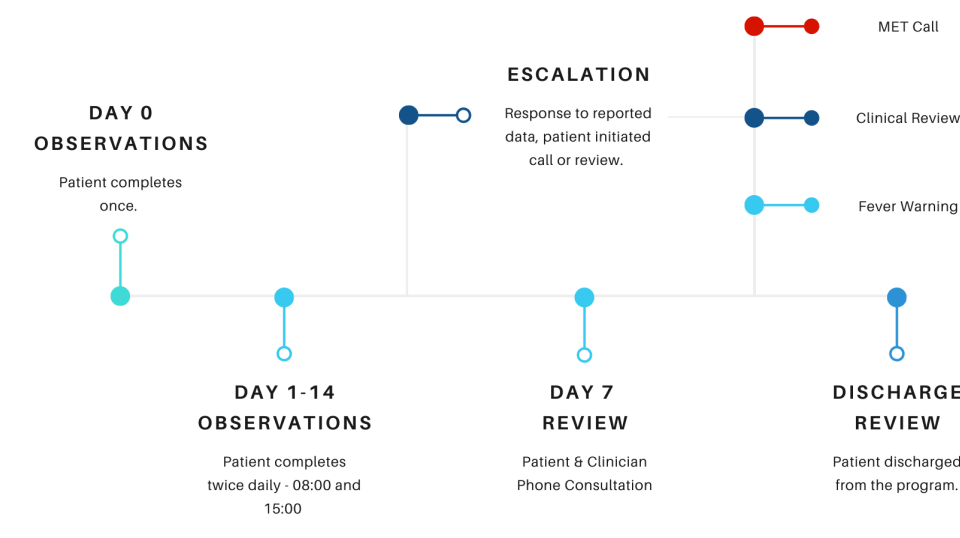 DAY 0
OBSERVATIONS
Patient completes
once.
ESCALATION
Response to reported
data, patient initiated
call or review.
MET Call
Clinical Review
Fever Warning
DAY 1-14
OBSERVATIONS
Patient completes
twice daily - 08:00 and
15:00
DAY 7
REVIEW
Patient & Clinician
Phone Consultation
DISCHARGE
REVIEW
Patient discharged
from the program.